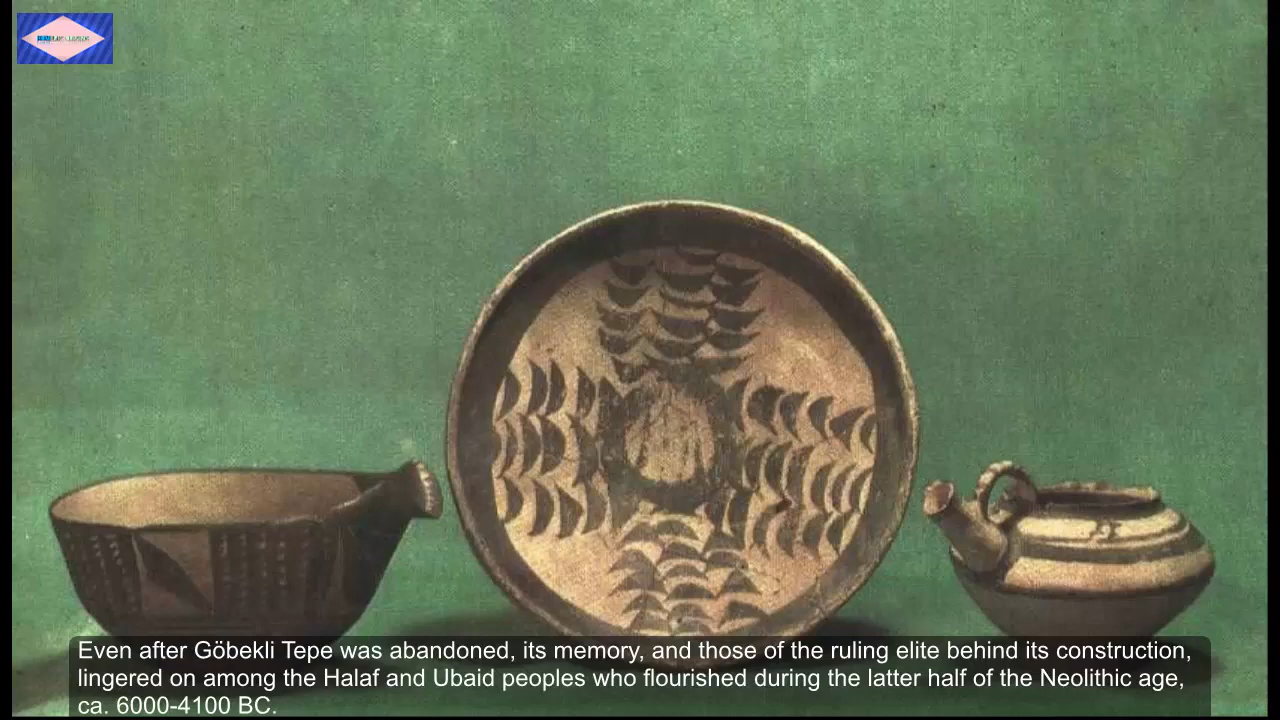 Even after Göbekli Tepe was abandoned, its memory, and those of the ruling elite behind its construction,
lingered on among the Halaf and Ubaid peoples who flourished during the latter half of the Neolithic age,
ca. 6000-4100 BC.